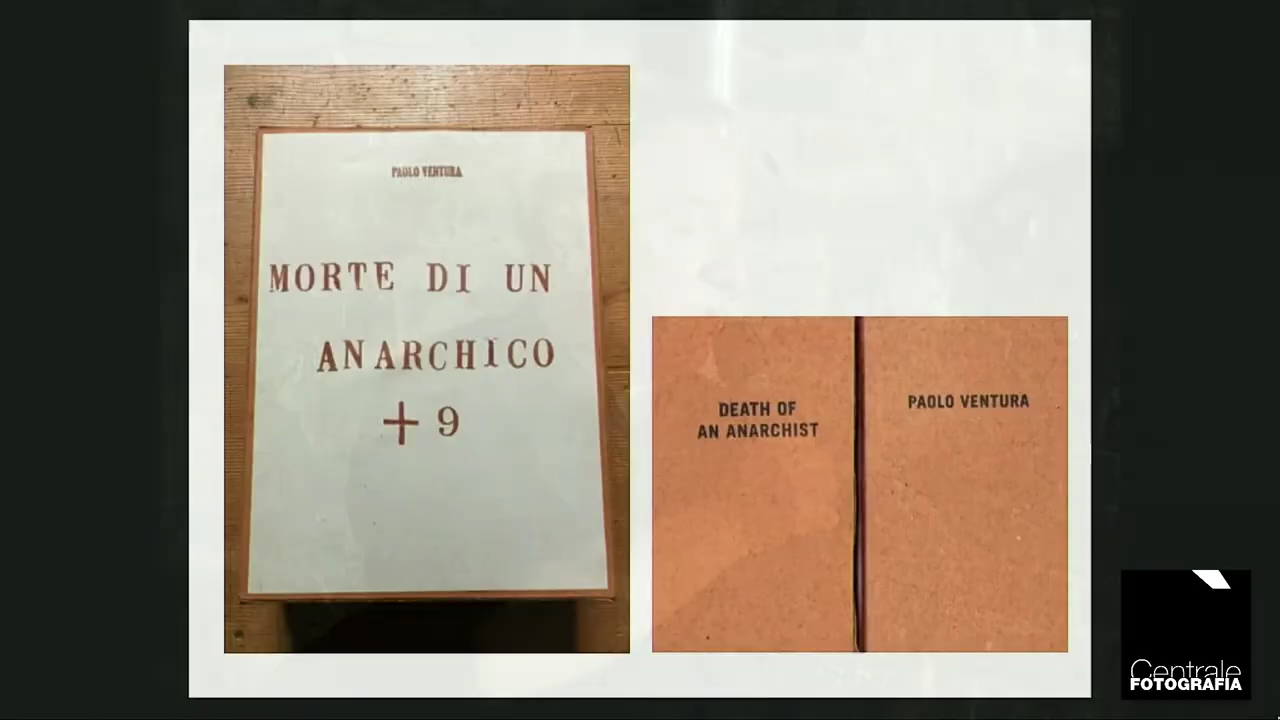 PAOLO VENTURA
MORTE DI UN
ANARCHICO
+ 9
DEATH OF
AN ANARCHIST
PAOLO VENTURA
Centrale
FOTOGRAFIA